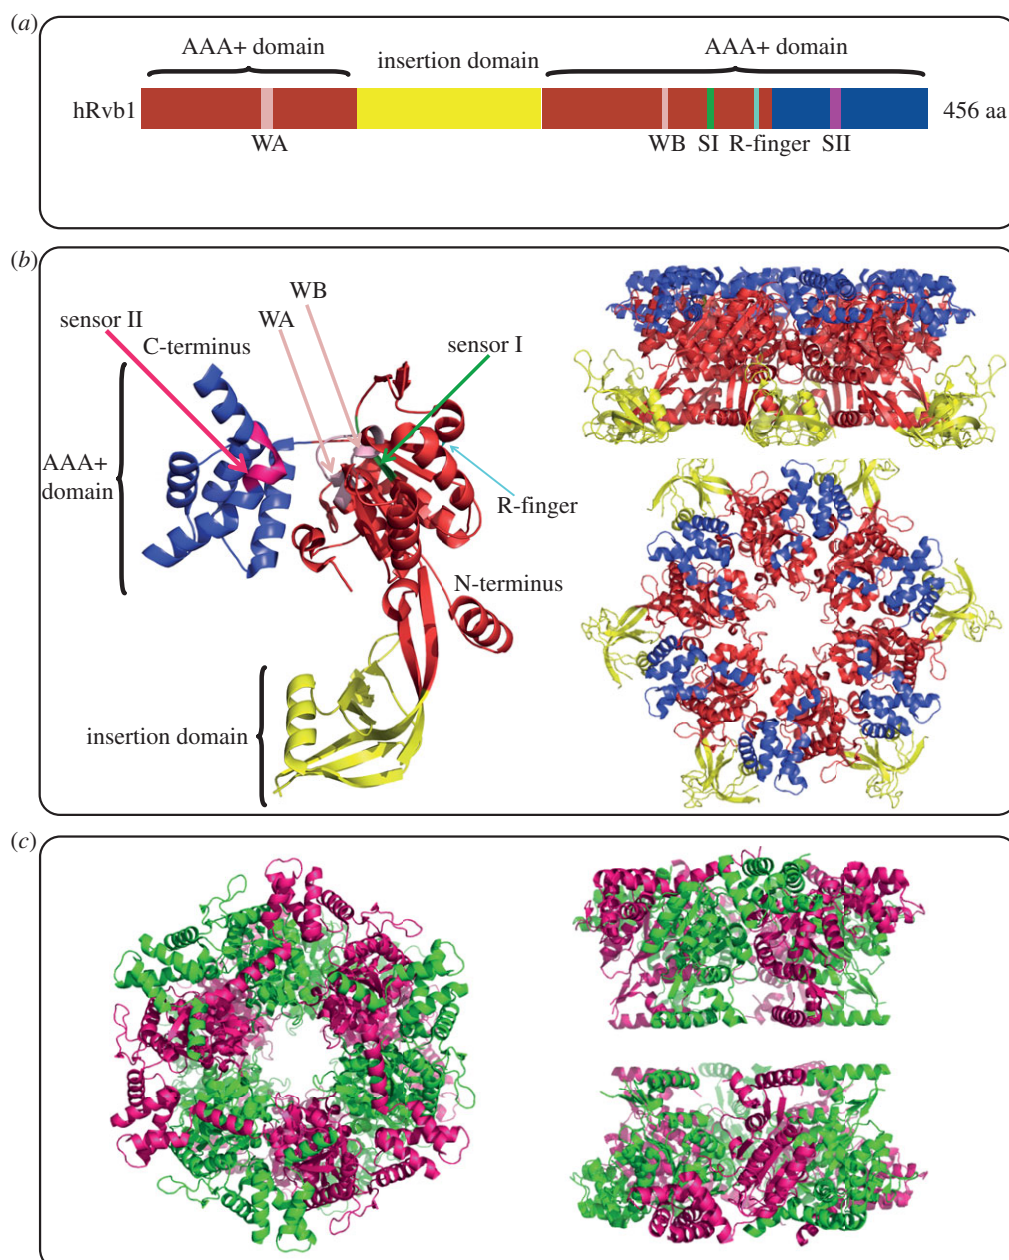 (a)
AAA+ domain
insertion domain
AAA+ domain
hRvb1
456 aa
WA
WB
SI
R-finger
SII
(b)
WB
sensor II
WA
C-terminus
sensor I
AAA+
domain
R-finger
N-terminus
insertion domain
(c)